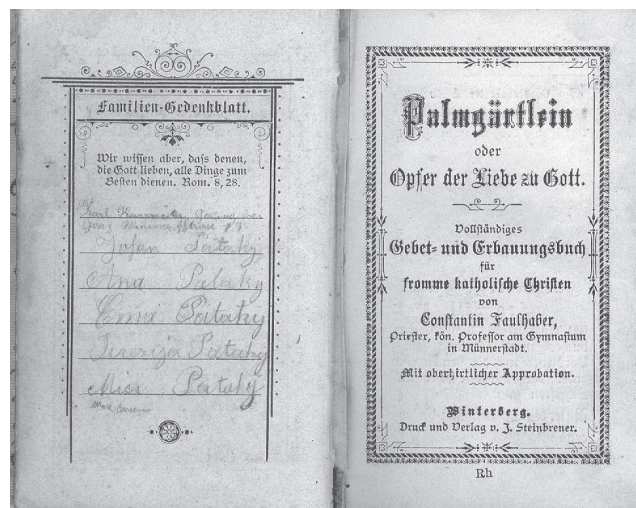 Familien-Gedenkblatt.
Wir wissen aber, daß denen,
die Gott lieben, alle Dinge zum
Besten dienen. Rom. 8, 28.
Josan Pataky
Ana Pataky
Ema Pataky
Terezija Pataky
Mici Pataky
Palmgärtlein
oder
Opfer der Liebe zu Gott.
Vollständiges
Gebet- und Erbauungsbuch
für
fromme katholische Christen
von
Constantin Faulhaber,
Priester, kön. Professor am Gymnasium
in Münnerstadt.
Mit oberhirtlicher Approbation.
Winterberg.
Druck und Verlag v. J. Steinbrener.
Rh